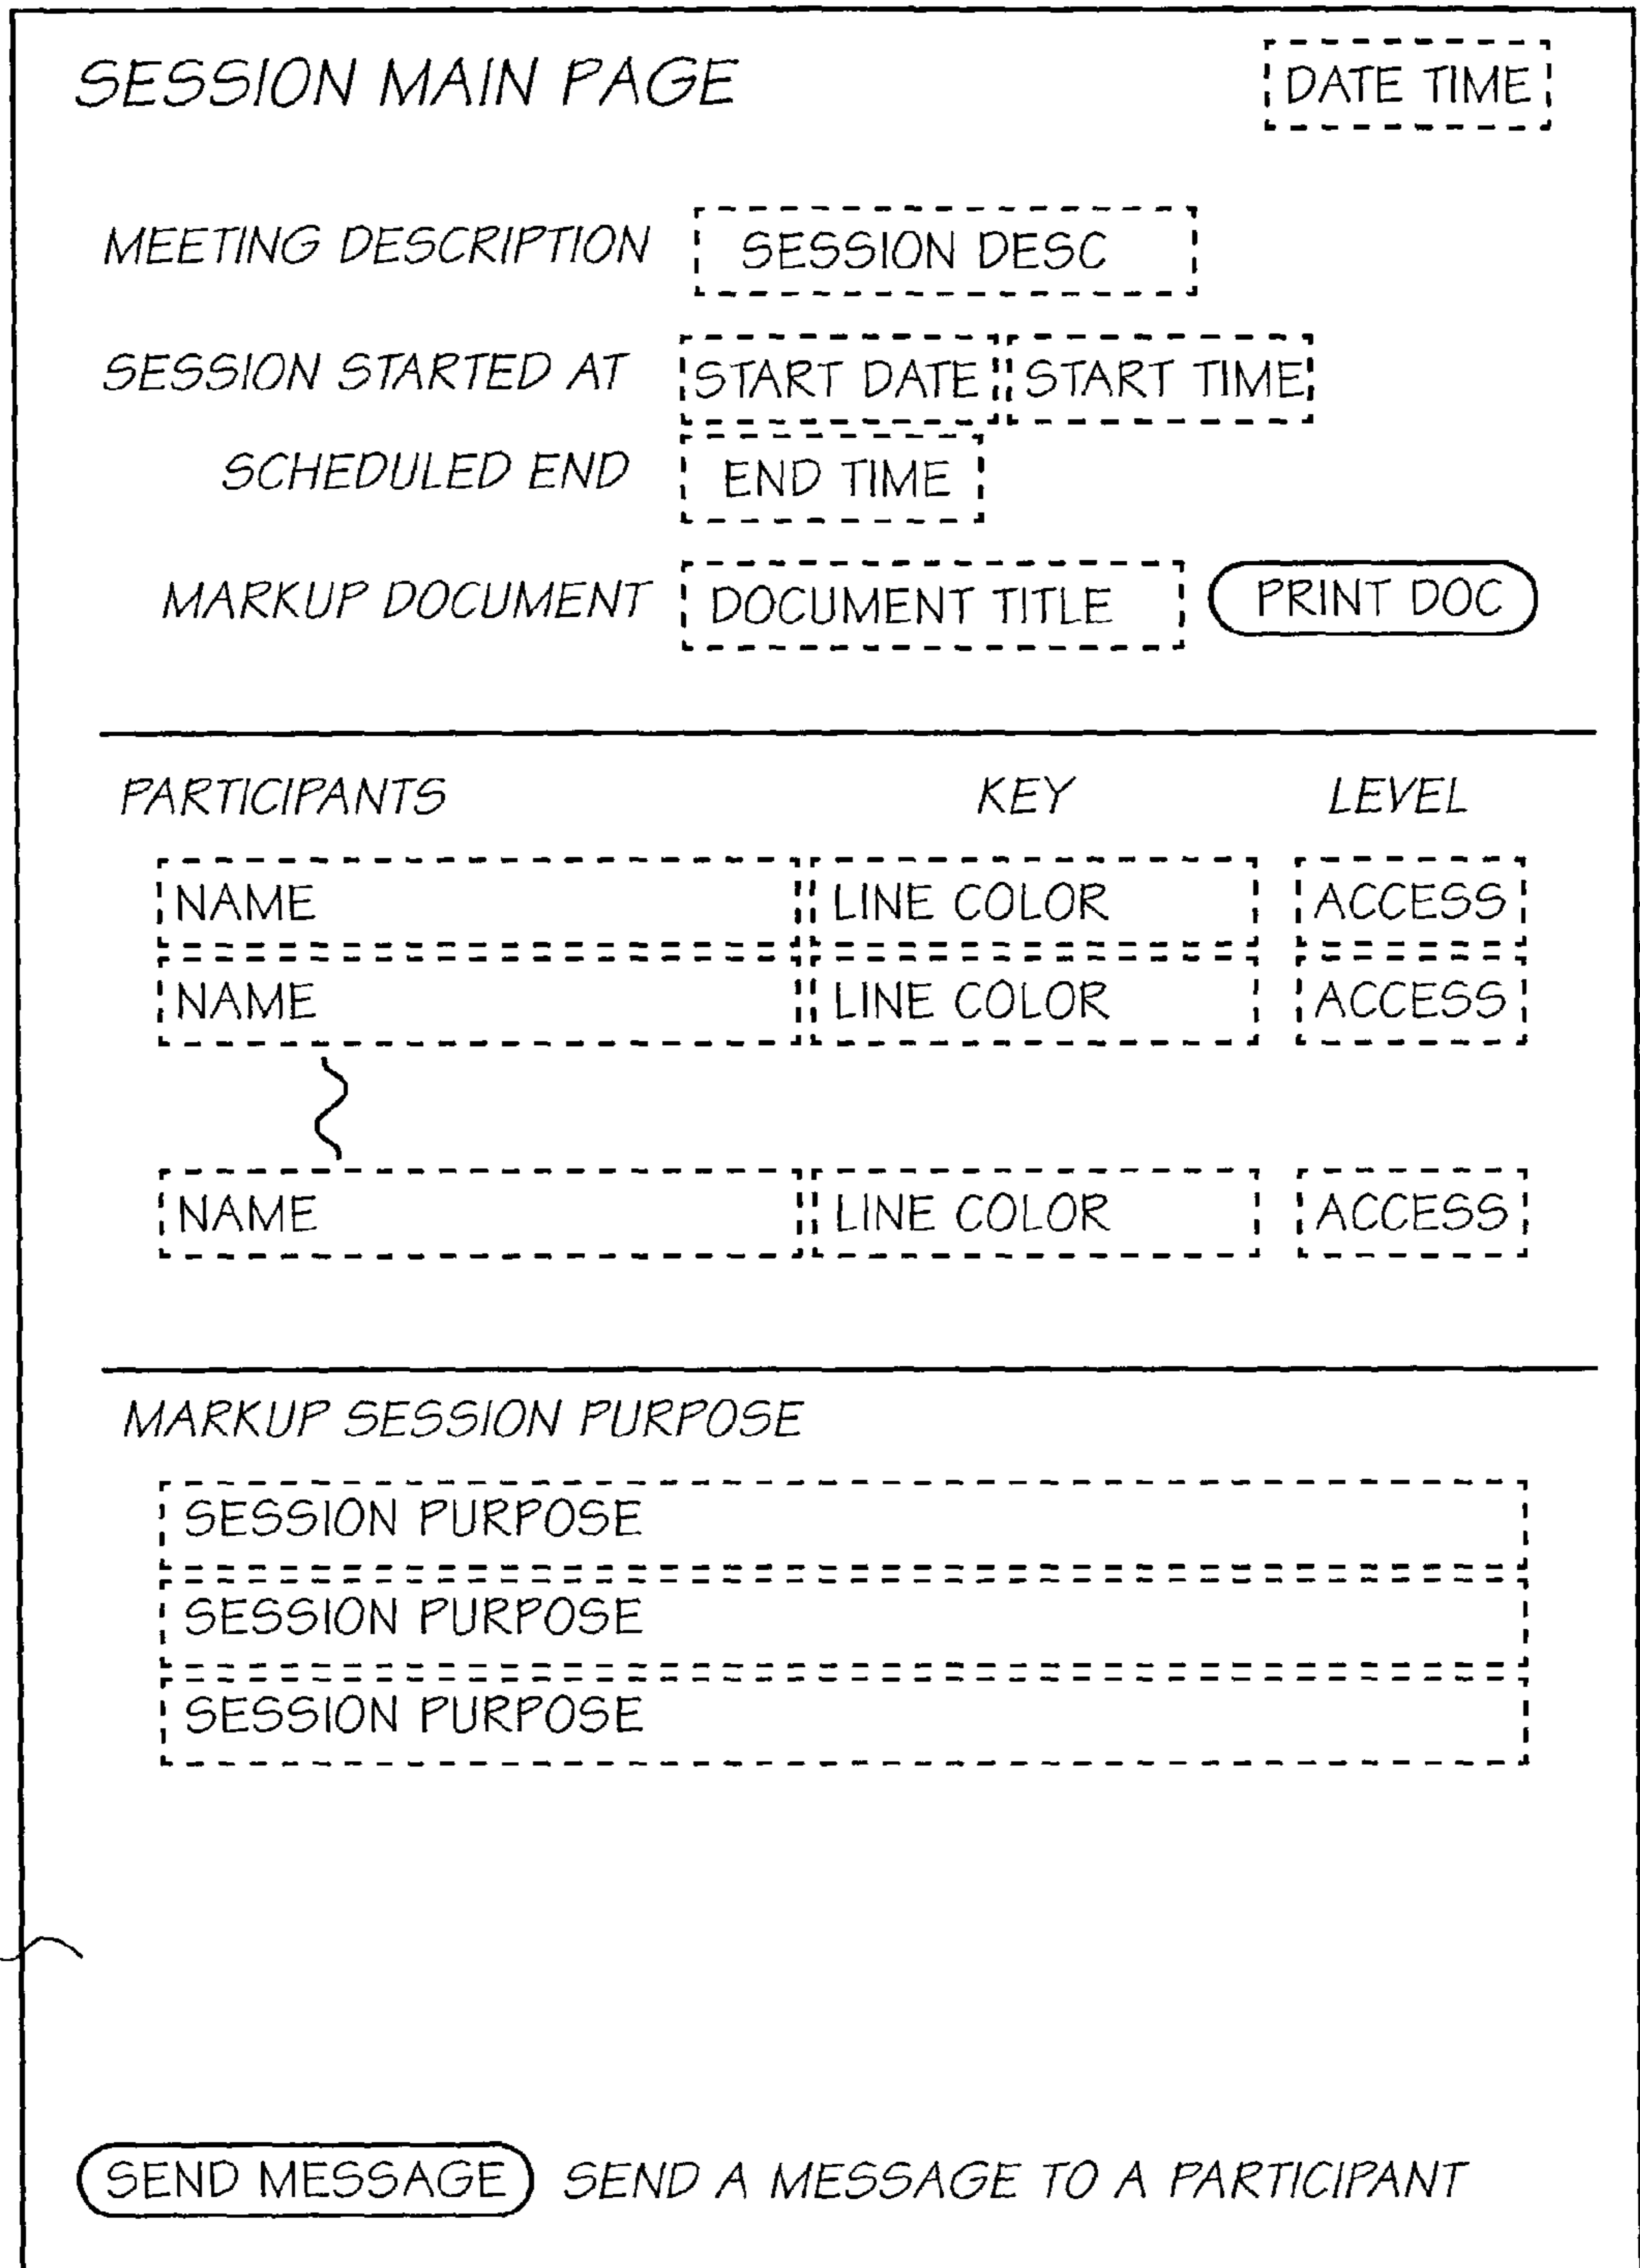 SESSION MAIN PAGE DATE TIME
MEETING DESCRIPTION SESSION DESC
SESSION STARTED AT START DATE START TIME
SCHEDULED END END TIME
MARKUP DOCUMENT DOCUMENT TITLE PRINT DOC
PARTICIPANTS KEY LEVEL
NAME LINE COLOR ACCESS
NAME LINE COLOR ACCESS
NAME LINE COLOR ACCESS
MARKUP SESSION PURPOSE
SESSION PURPOSE
SESSION PURPOSE
SESSION PURPOSE
SEND MESSAGE SEND A MESSAGE TO A PARTICIPANT